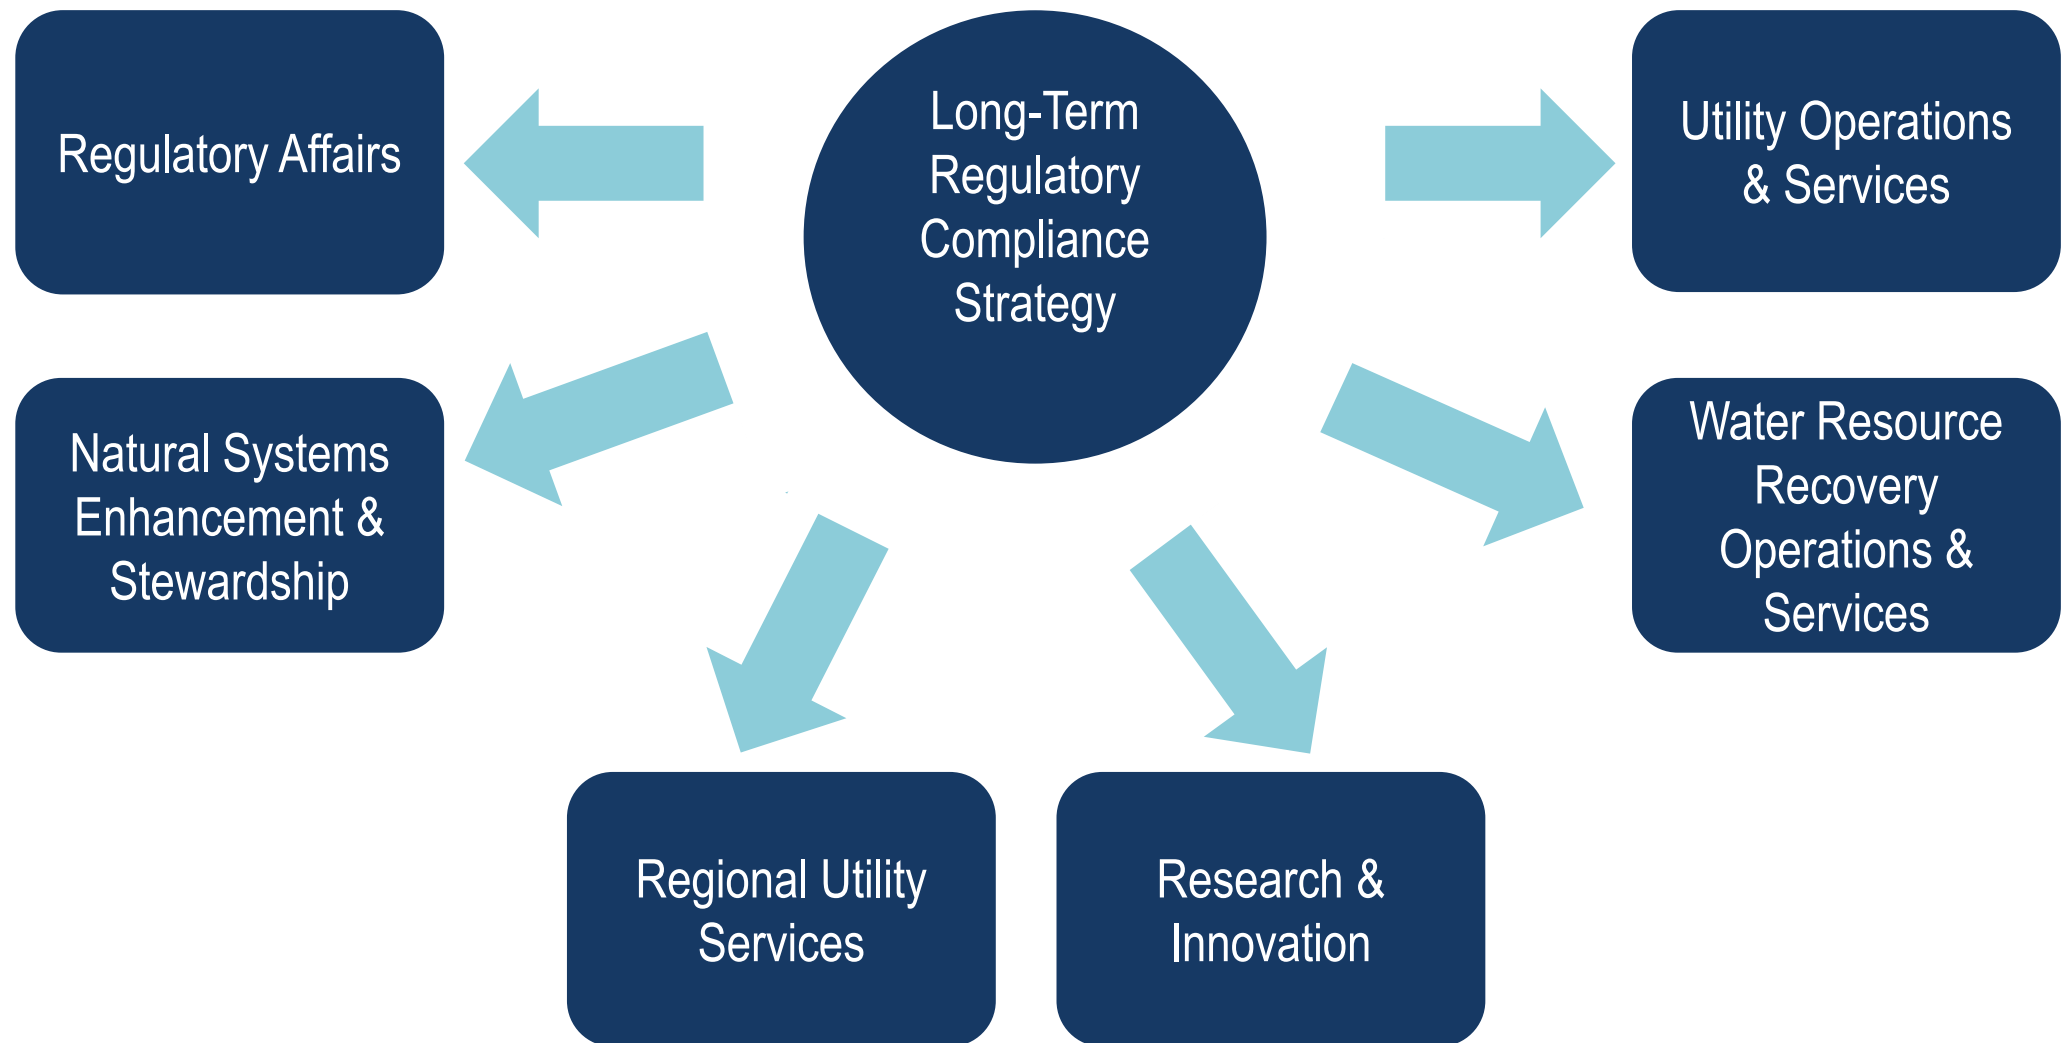 Regulatory Affairs
Long-Term
Regulatory
Compliance
Strategy
Utility Operations
& Services
Natural Systems
Enhancement &
Stewardship
Water Resource
Recovery
Operations &
Services
Regional Utility
Services
Research &
Innovation